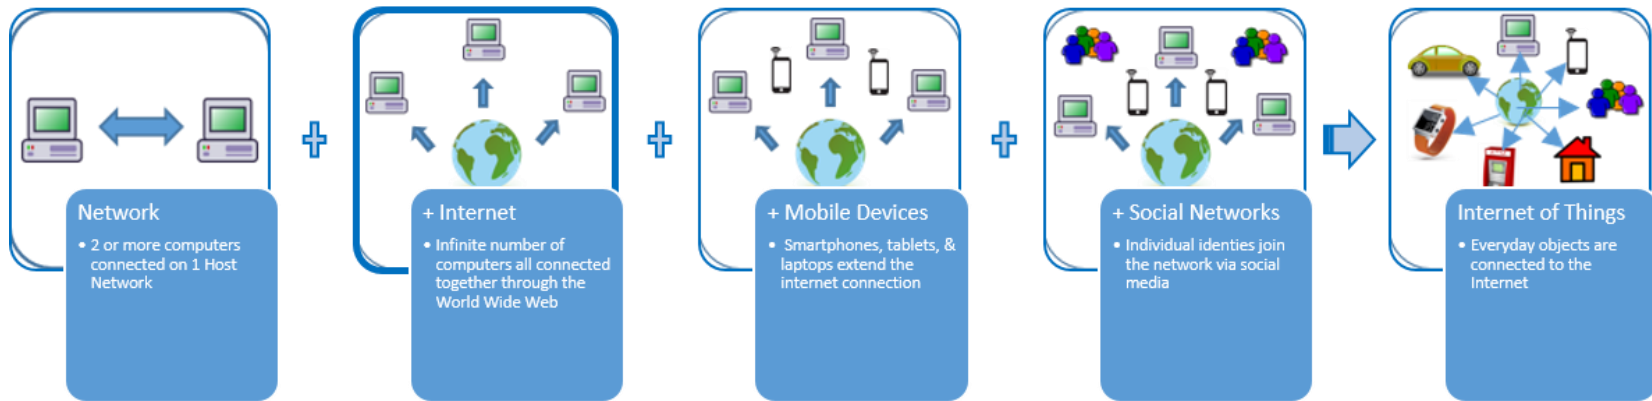 Network
• 2 or more computers
connected on 1 Host
Network
+ Internet
• Infinite number of
computers all connected
together through the
World Wide Web
+ Mobile Devices
• Smartphones, tablets, &
laptops extend the
internet connection
+ Social Networks
• Individual identies join
the network via social
media
Internet of Things
• Everyday objects are
connected to the
Internet